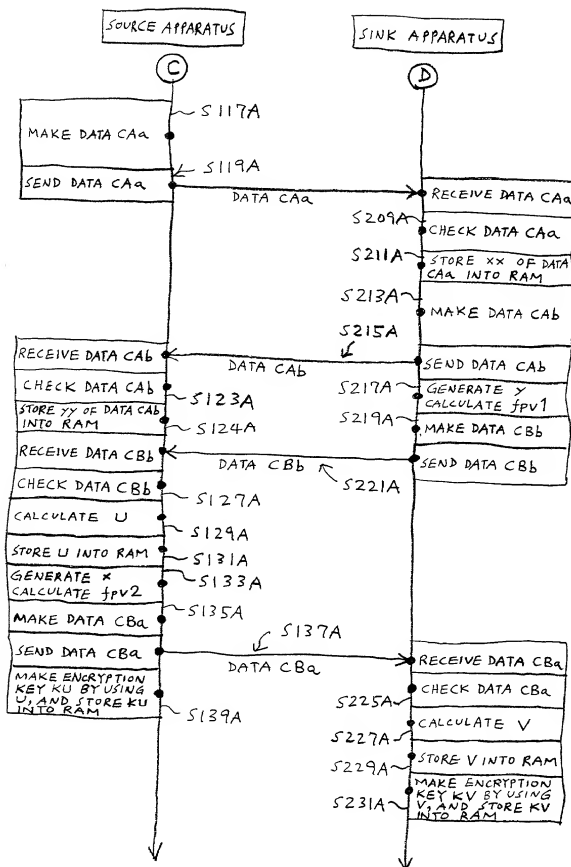 SOURCE APPARATUS
SINK APPARATUS
C
D
S117A
MAKE DATA CAa
S119A
SEND DATA CAa
DATA CAa
RECEIVE DATA CAa
S209A
CHECK DATA CAa
S211A
STORE XX OF DATA
CAa INTO RAM
S213A
MAKE DATA CAb
S215A
RECEIVE DATA CAb
DATA CAb
SEND DATA CAb
CHECK DATA CAb
S123A
S217A
GENERATE y
CALCULATE fpv1
STORE yy OF DATA CAb
INTO RAM
S124A
S219A
MAKE DATA CBb
RECEIVE DATA CBb
DATA CBb
S221A
SEND DATA CBb
CHECK DATA CBb
S127A
CALCULATE U
S129A
STORE U INTO RAM
S131A
GENERATE x
CALCULATE fpv2
S133A
S135A
MAKE DATA CBa
S137A
SEND DATA CBa
DATA CBa
RECEIVE DATA CBa
MAKE ENCRYPTION
KEY KU BY USING
U, AND STORE KU
INTO RAM
S139A
CHECK DATA CBa
S225A
CALCULATE V
S227A
STORE V INTO RAM
S229A
MAKE ENCRYPTION
KEY KV BY USING
V, AND STORE KV
INTO RAM
S231A